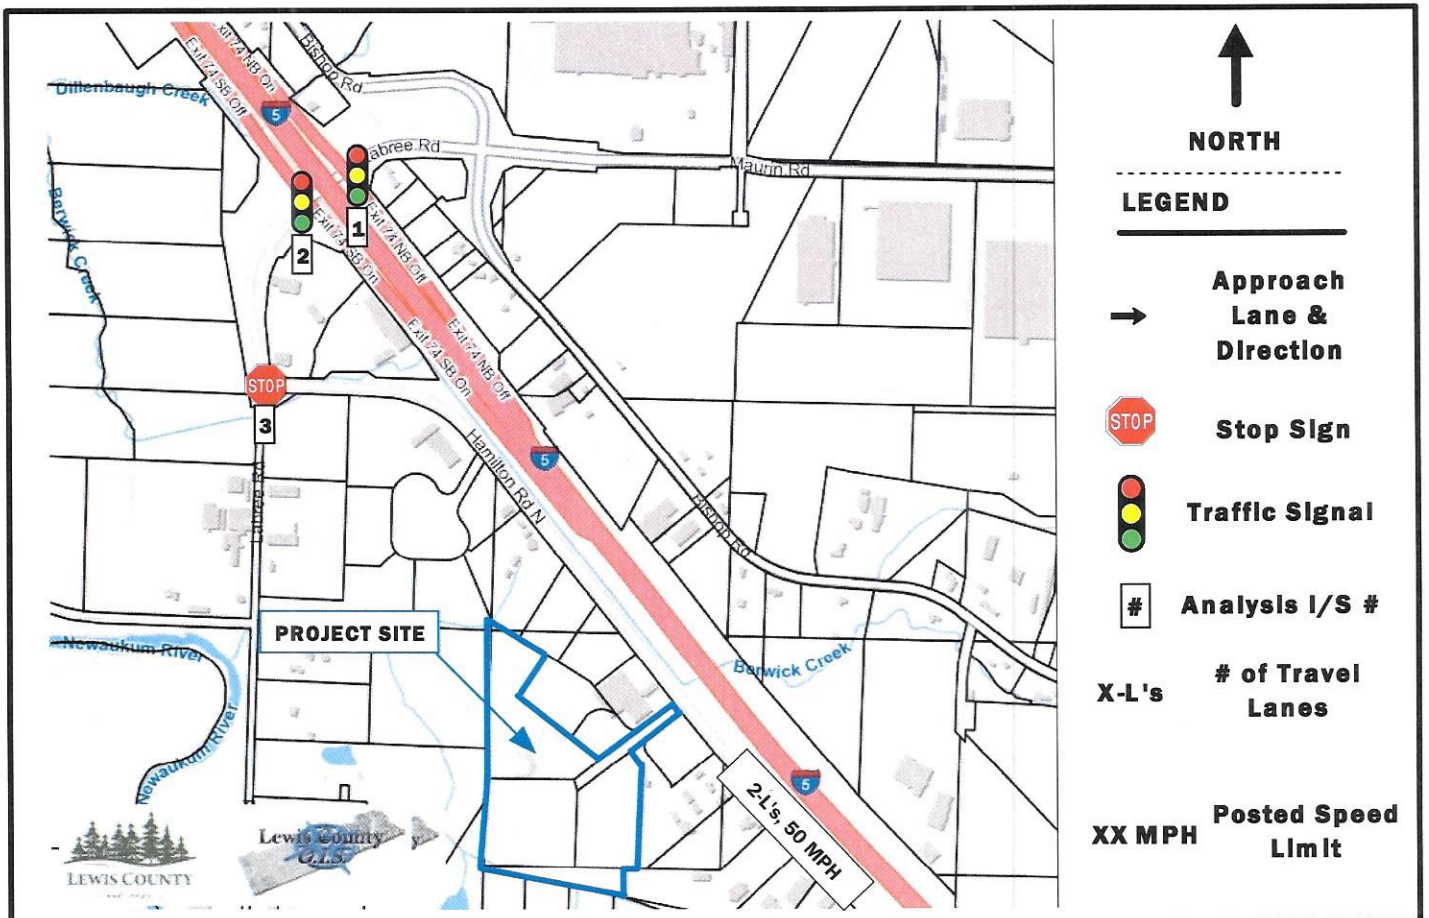 Exit 74 NB On
Exit 74 SB Off
Bishop Rd
Dillenbaugh Creek
5
abree Rd
Maurin Rd
Berwick Creek
1
2
Exit 74 NB Off
Exit 74 SB On
Exit 74 NB Off
Exit 74 SB On
STOP
3
Hamilton Rd N
5
Labree Rd
Bishop Rd
PROJECT SITE
Newaukum River
Newaukum River
Berwick Creek
5
2-L's, 50 MPH
LEWIS COUNTY
Lewis County
G.I.S.
NORTH
LEGEND
Approach
Lane &
Direction
STOP
Stop Sign
Traffic Signal
#
Analysis I/S #
X-L's
# of Travel
Lanes
XX MPH
Posted Speed
Limit